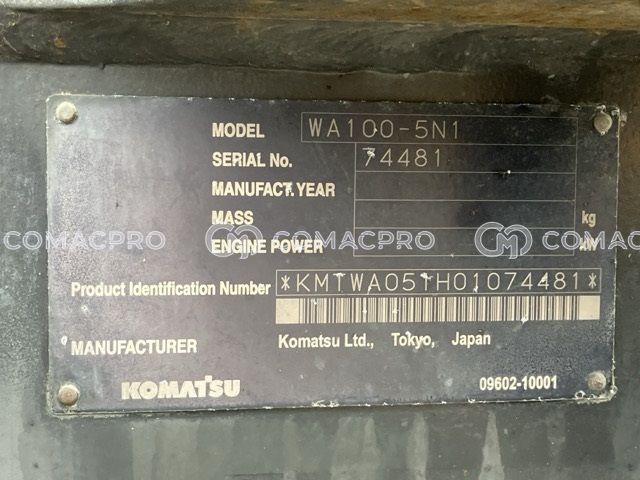 MODEL WA100-5N1
SERIAL No. 74481
MANUFACT.YEAR
MASS kg
COMACPRO COMACPRO COMACPRO
ENGINE POWER kW
Product Identification Number *KMTWA051H01074481*
MANUFACTURER Komatsu Ltd., Tokyo, Japan
KOMATSU 09602-10001